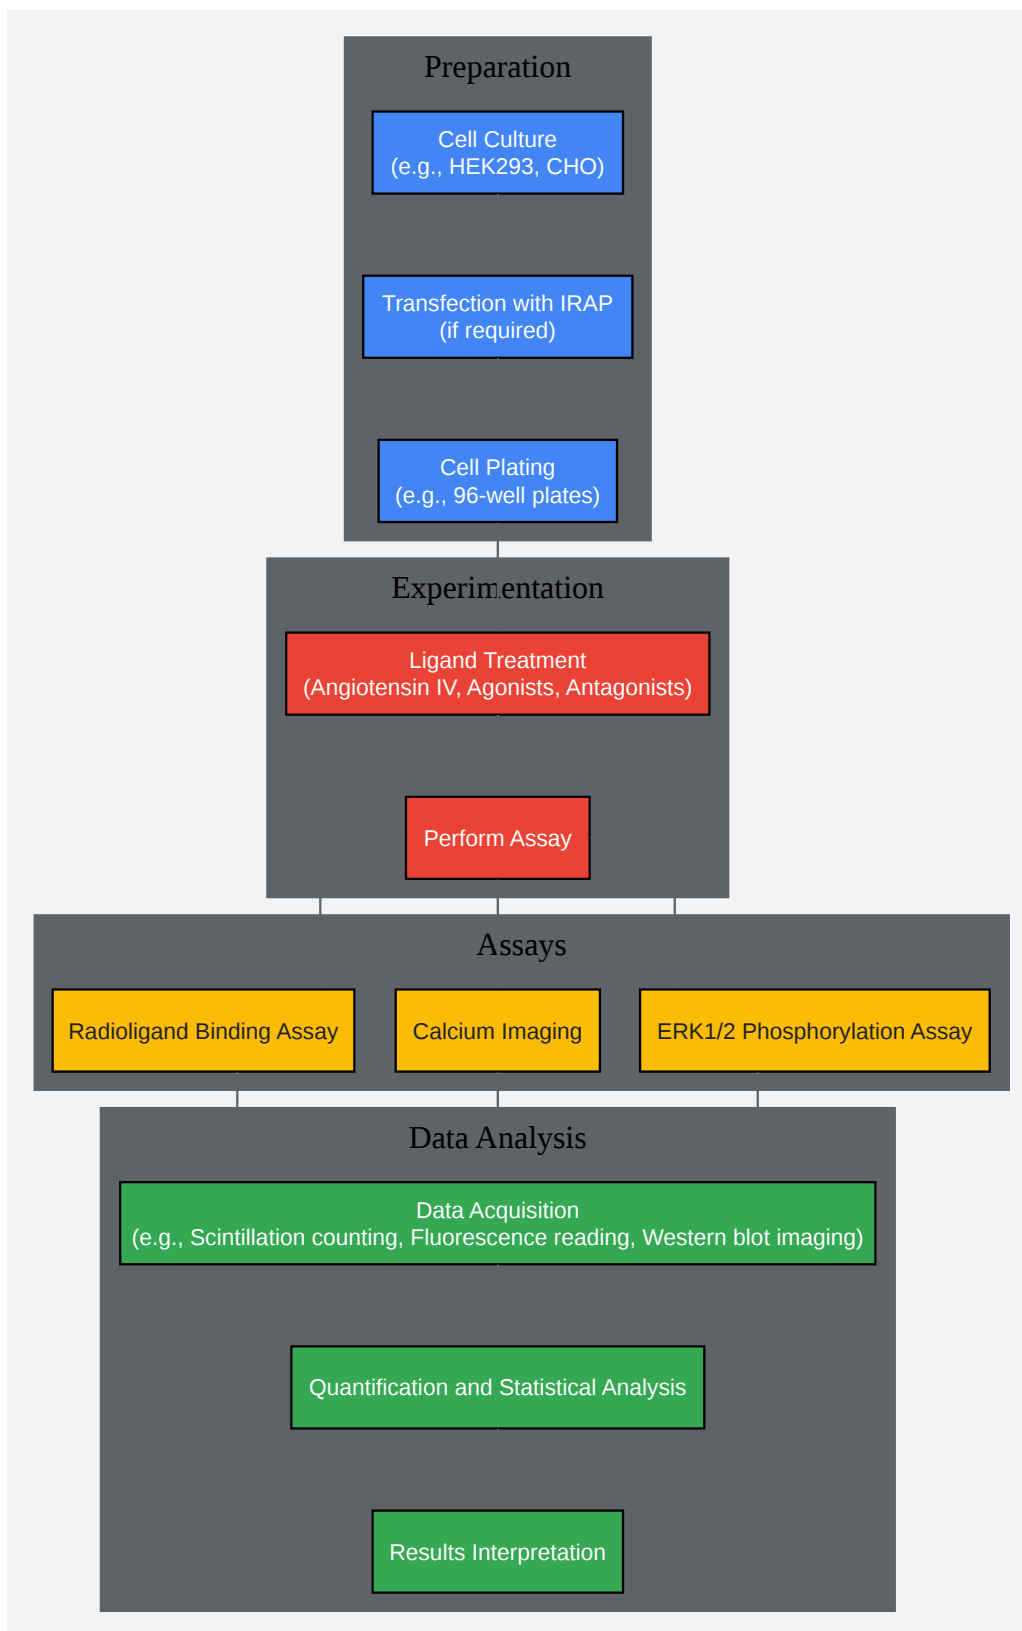 Preparation
Cell Culture
(e.g., HEK293, CHO)
Transfection with IRAP
(if required)
Cell Plating
(e.g., 96-well plates)
Experimentation
Ligand Treatment
(Angiotensin IV, Agonists, Antagonists)
Perform Assay
Assays
Radioligand Binding Assay
Calcium Imaging
ERK1/2 Phosphorylation Assay
Data Analysis
Data Acquisition
(e.g., Scintillation counting, Fluorescence reading, Western blot imaging)
Quantification and Statistical Analysis
Results Interpretation